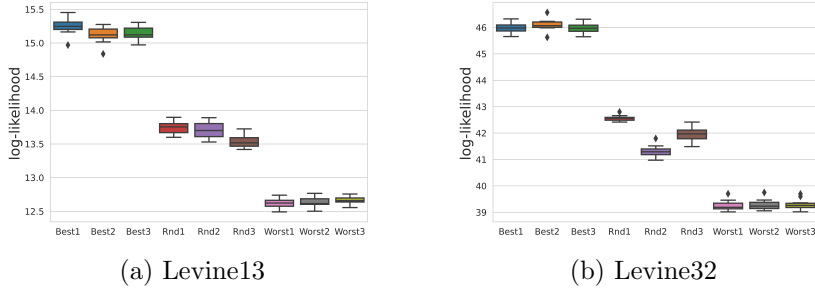 15.5
15.0
14.5
14.0
13.5
13.0
12.5
log-likelihood
Best1 Best2 Best3 Rnd1 Rnd2 Rnd3 Worst1 Worst2 Worst3
(a) Levine13
46
45
44
43
42
41
40
39
log-likelihood
Best1 Best2 Best3 Rnd1 Rnd2 Rnd3 Worst1 Worst2 Worst3
(b) Levine32